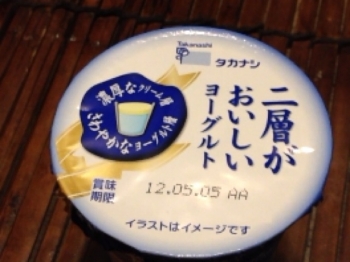 Takanashi
タカナシ
二層が
おいしい
ヨーグルト
濃厚なクリーム層
さわやかなヨーグルト層
賞味
期限
12.05.05 AA
イラストはイメージです